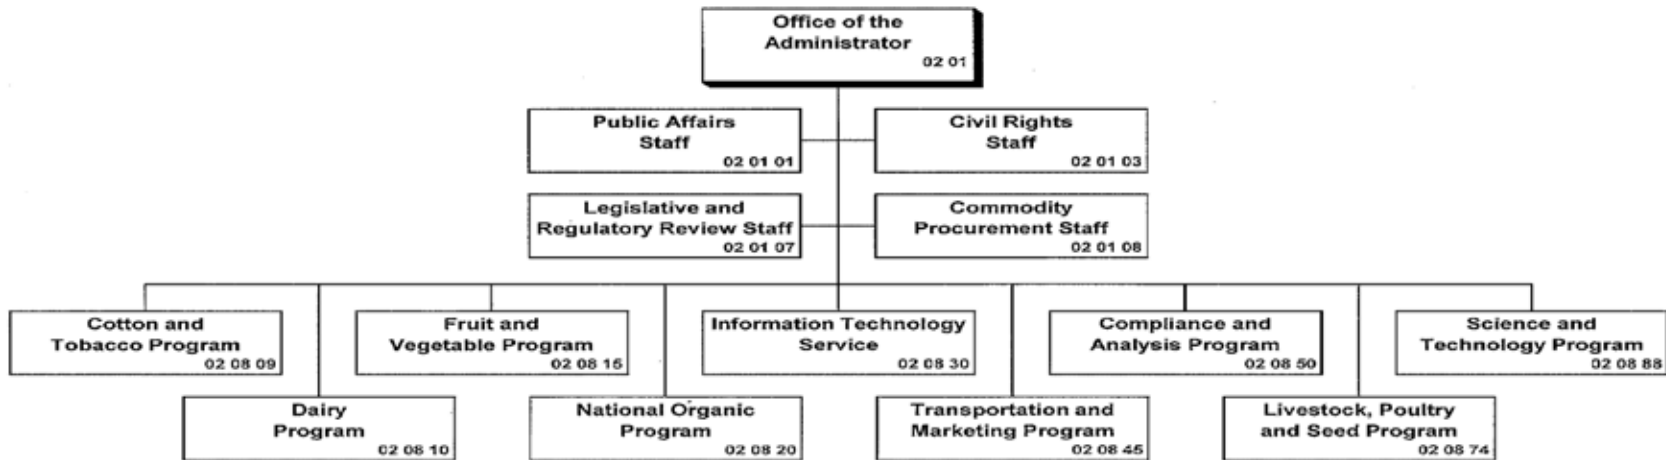 Office of the
Administrator
02 01
Public Affairs
Staff
02 01 01
Civil Rights
Staff
02 01 03
Legislative and
Regulatory Review Staff
02 01 07
Commodity
Procurement Staff
02 01 08
Cotton and
Tobacco Program
02 08 09
Fruit and
Vegetable Program
02 08 15
Information Technology
Service
02 08 30
Compliance and
Analysis Program
02 08 50
Science and
Technology Program
02 08 88
Dairy
Program
02 08 10
National Organic
Program
02 08 20
Transportation and
Marketing Program
02 08 45
Livestock, Poultry
and Seed Program
02 08 74